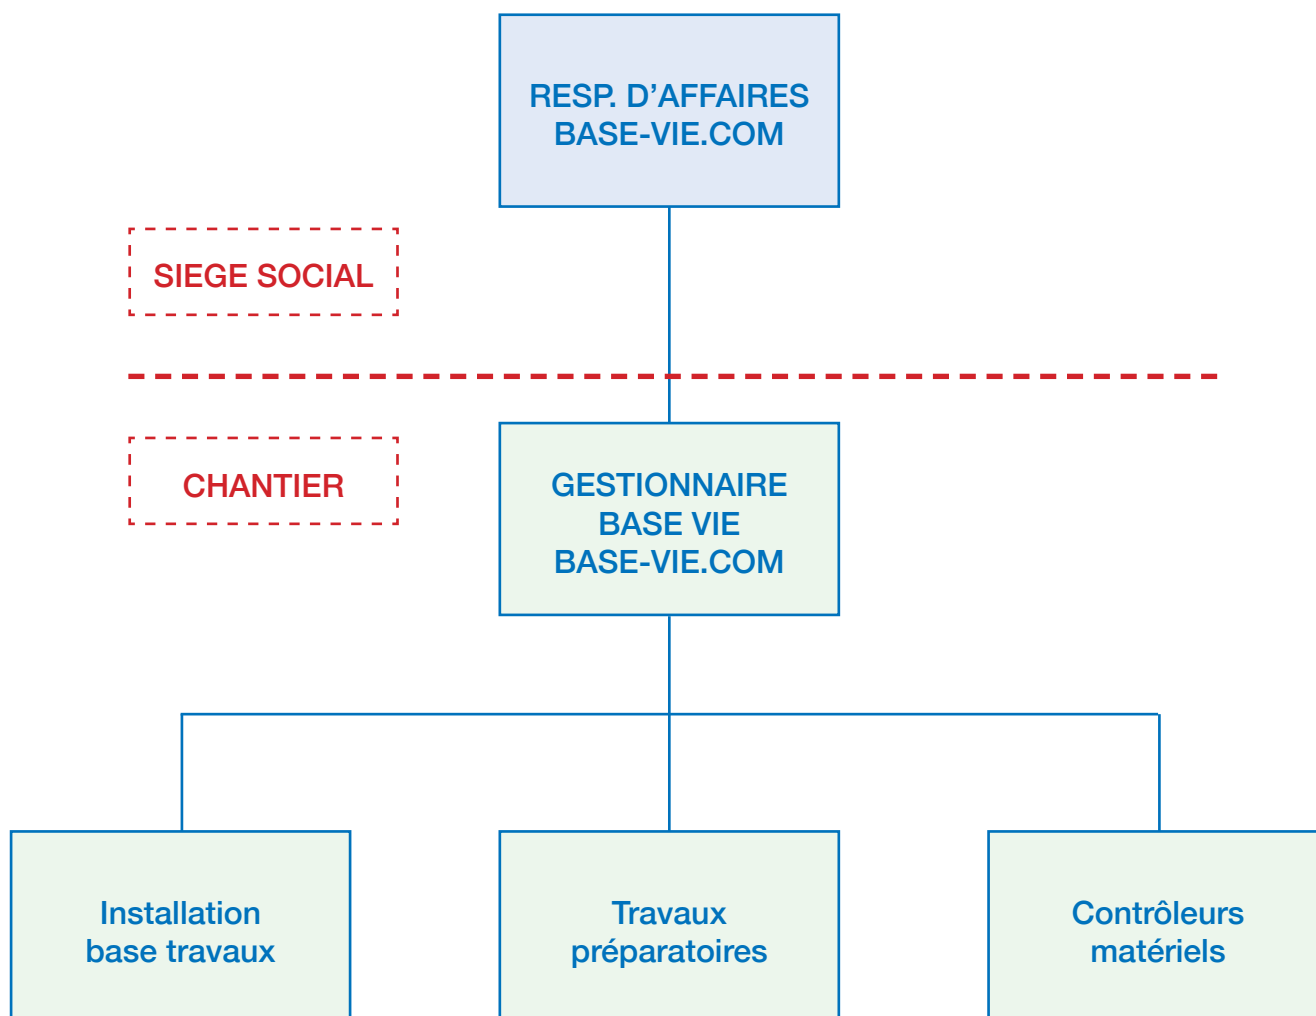 RESP. D’AFFAIRES
BASE-VIE.COM
SIEGE SOCIAL
CHANTIER
GESTIONNAIRE
BASE VIE
BASE-VIE.COM
Installation
base travaux
Travaux
préparatoires
Contrôleurs
matériels